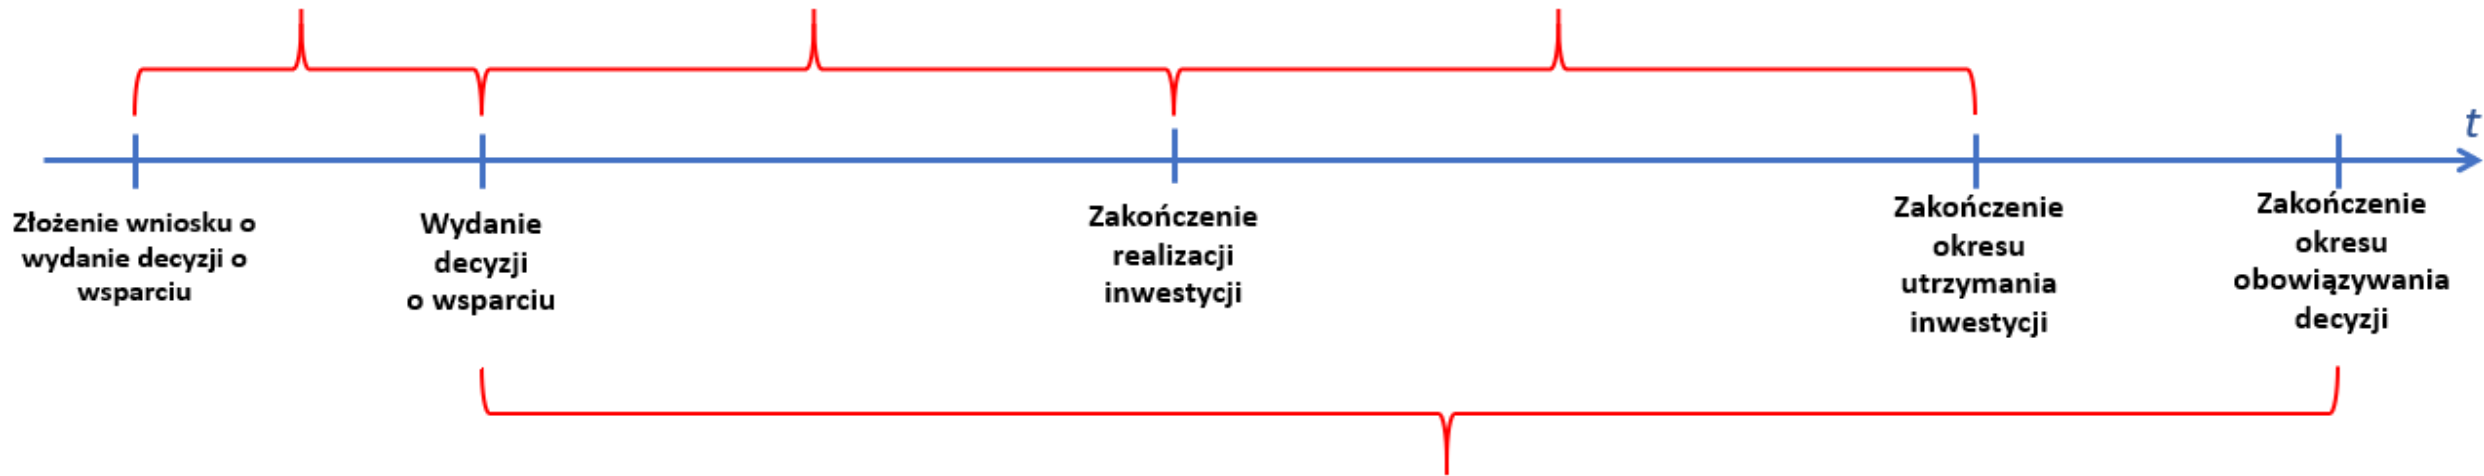 t
Złożenie wniosku o
wydanie decyzji o
wsparciu
Wydanie
decyzji
o wsparciu
Zakończenie
realizacji
inwestycji
Zakończenie
okresu
utrzymania
inwestycji
Zakończenie
okresu
obowiązywania
decyzji